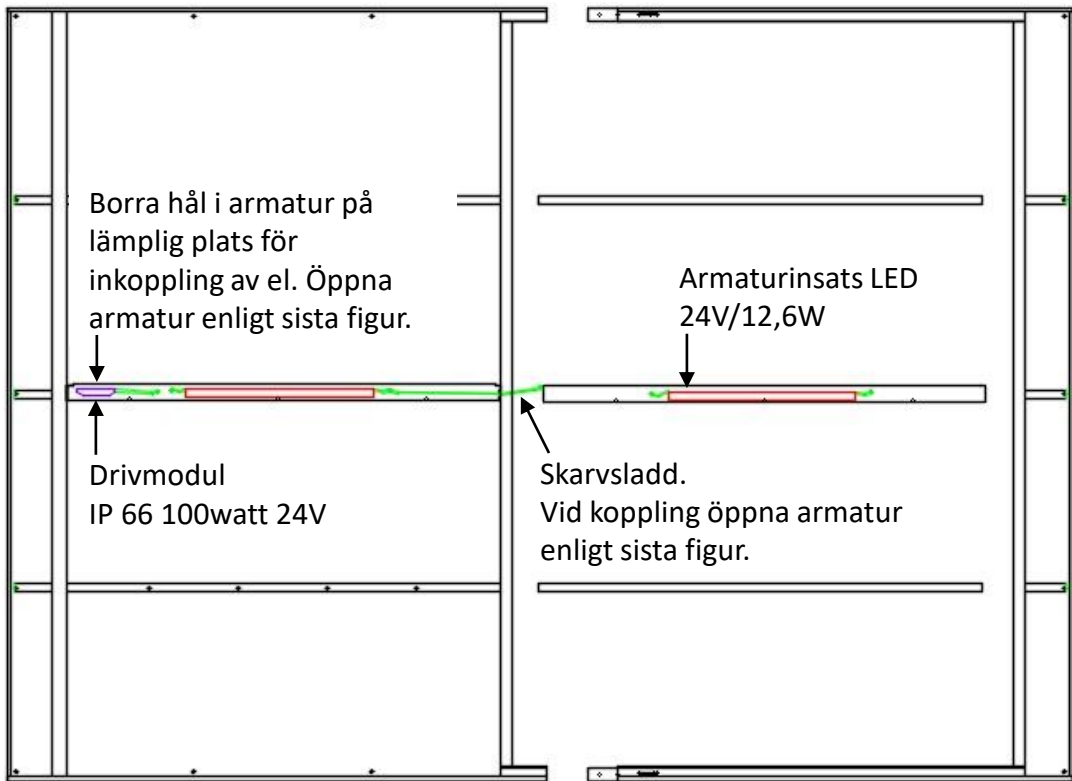 Borra hål i armatur på
lämplig plats för
inkoppling av el. Öppna
armatur enligt sista figur.
Armaturinsats LED
24V/12,6W
Drivmodul
IP 66 100watt 24V
Skarvsladd.
Vid koppling öppna armatur
enligt sista figur.